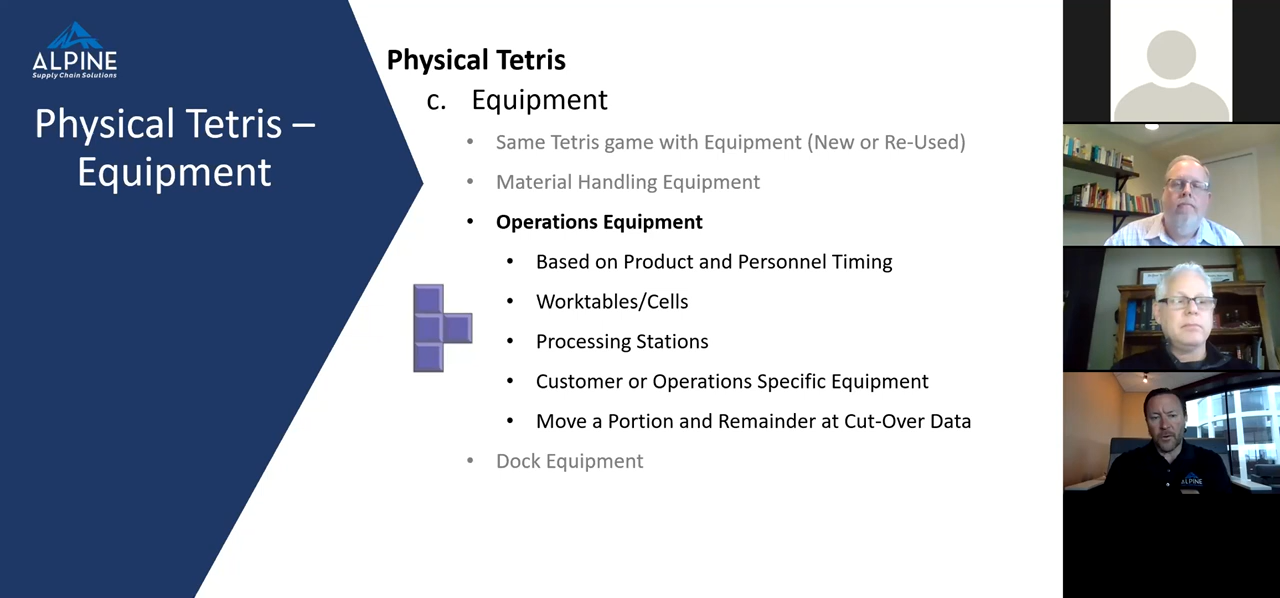 ALPINE
Supply Chain Solutions
Physical Tetris –
Equipment
Physical Tetris
c. Equipment
• Same Tetris game with Equipment (New or Re-Used)
• Material Handling Equipment
• Operations Equipment
• Based on Product and Personnel Timing
• Worktables/Cells
• Processing Stations
• Customer or Operations Specific Equipment
• Move a Portion and Remainder at Cut-Over Data
• Dock Equipment
ALPINE